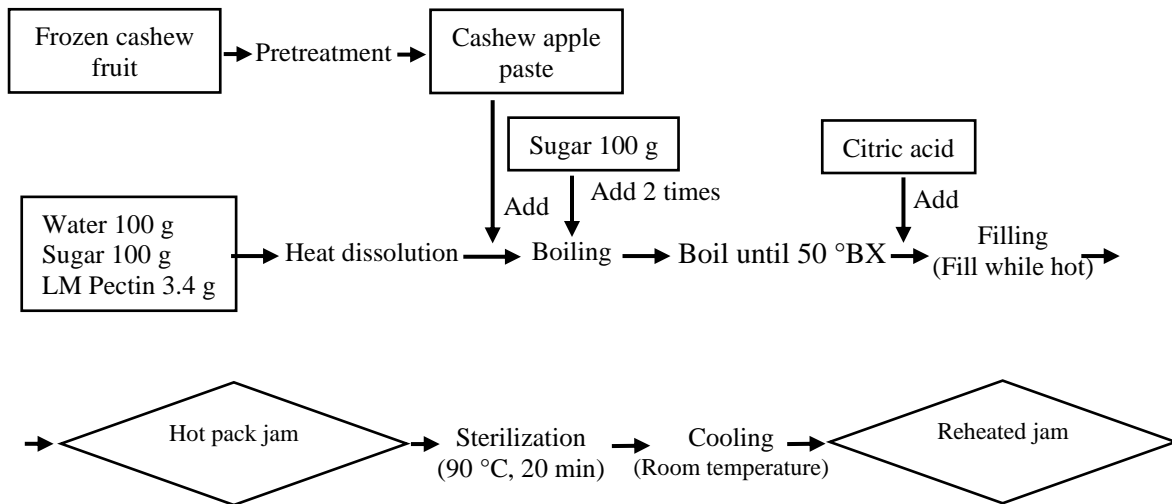 Frozen cashew
fruit
Pretreatment
Cashew apple
paste
Sugar 100 g
Citric acid
Add
Add 2 times
Add
Water 100 g
Sugar 100 g
LM Pectin 3.4 g
Heat dissolution
Boiling
Boil until 50 °BX
Filling
(Fill while hot)
Hot pack jam
Sterilization
(90 °C, 20 min)
Cooling
(Room temperature)
Reheated jam